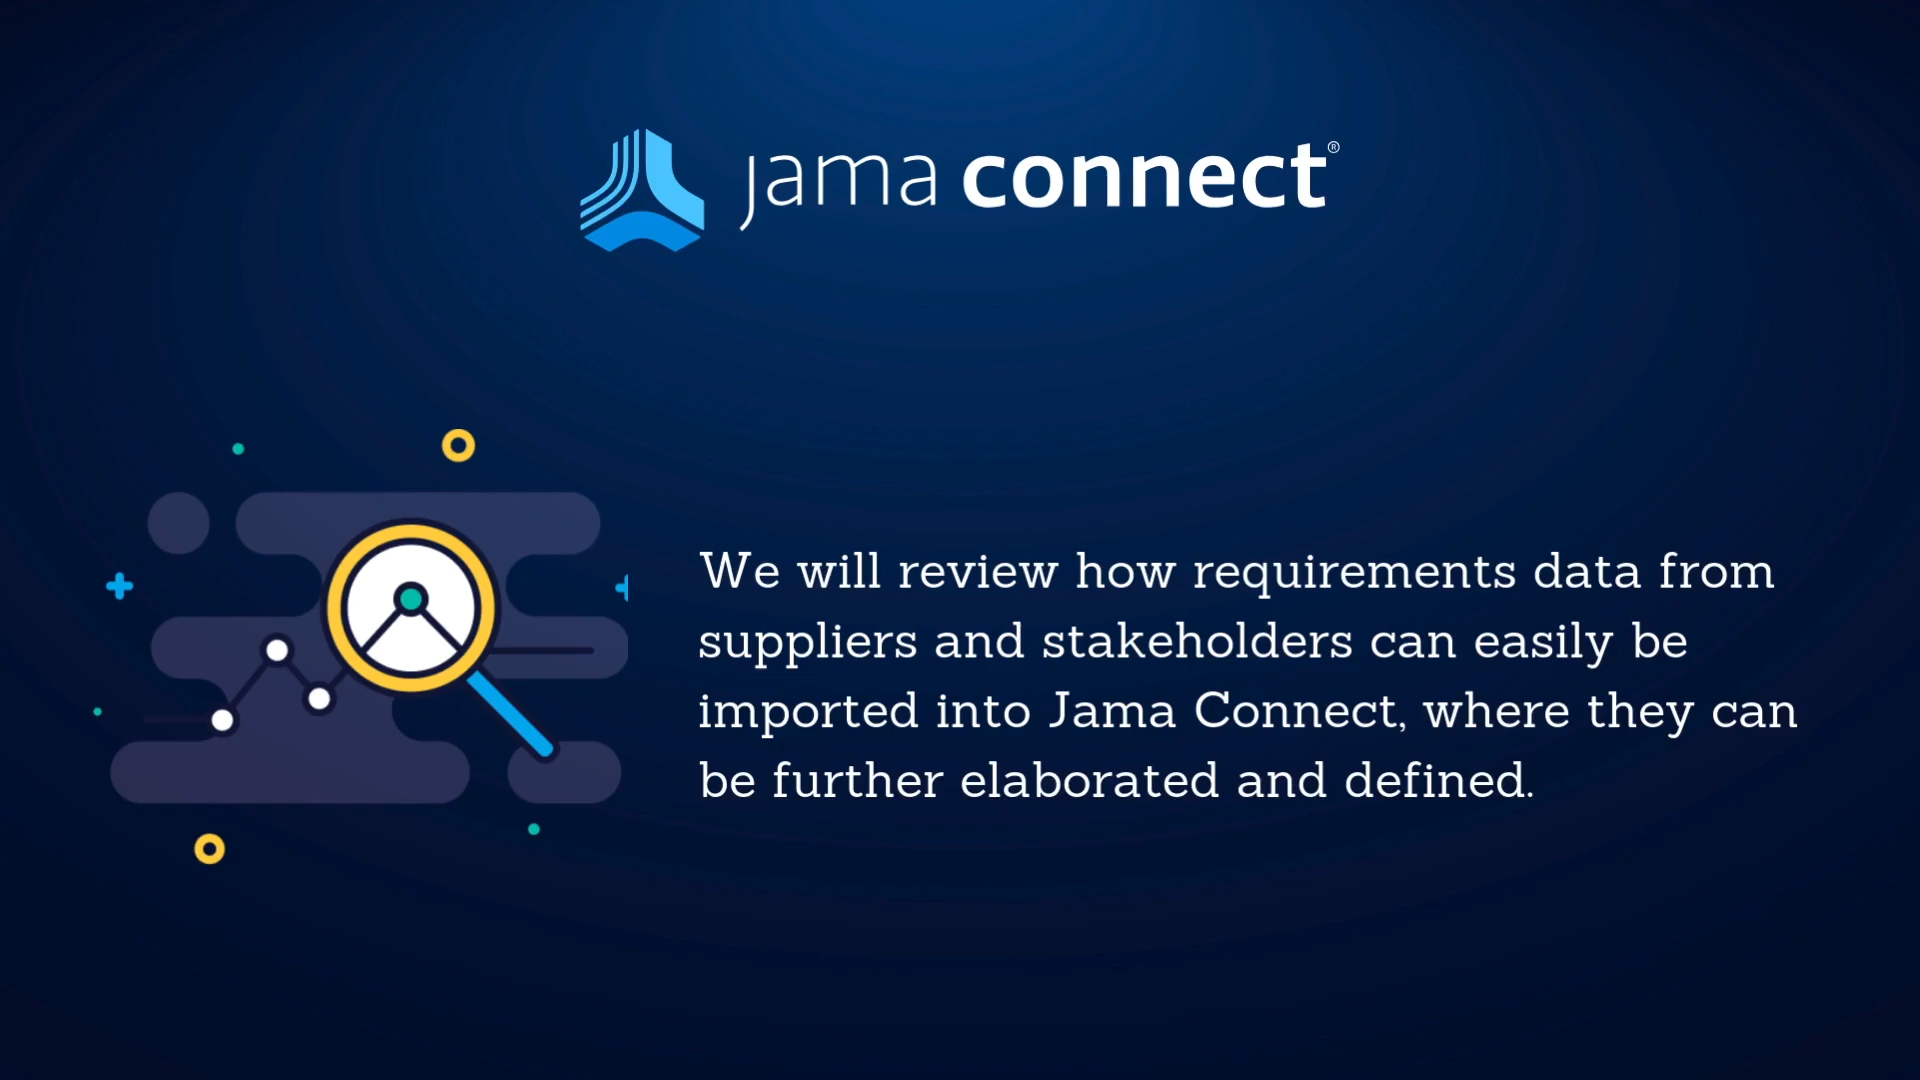 jama connect®
We will review how requirements data from
suppliers and stakeholders can easily be
imported into Jama Connect, where they can
be further elaborated and defined.